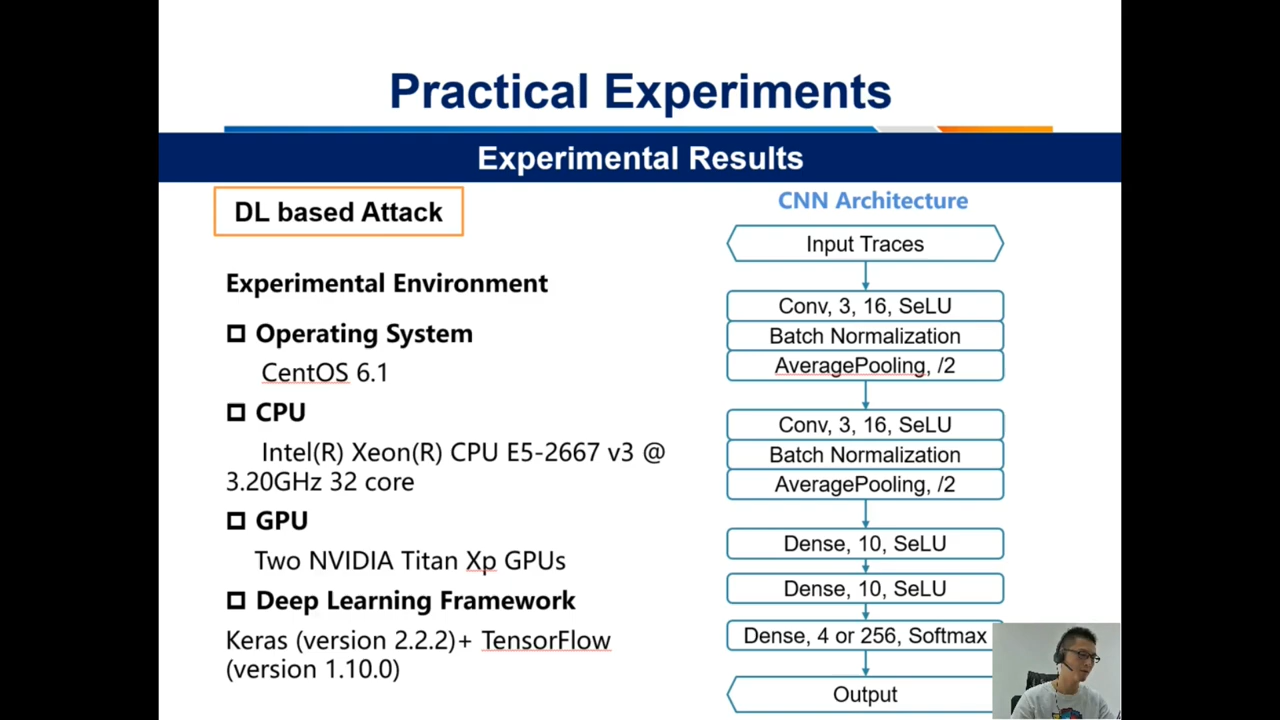 Practical Experiments
Experimental Results
DL based Attack
Experimental Environment
Operating System
CentOS 6.1
CPU
Intel(R) Xeon(R) CPU E5-2667 v3 @
3.20GHz 32 core
GPU
Two NVIDIA Titan Xp GPUs
Deep Learning Framework
Keras (version 2.2.2)+ TensorFlow
(version 1.10.0)
CNN Architecture
Input Traces
Conv, 3, 16, SeLU
Batch Normalization
AveragePooling, /2
Conv, 3, 16, SeLU
Batch Normalization
AveragePooling, /2
Dense, 10, SeLU
Dense, 10, SeLU
Dense, 4 or 256, Softmax
Output